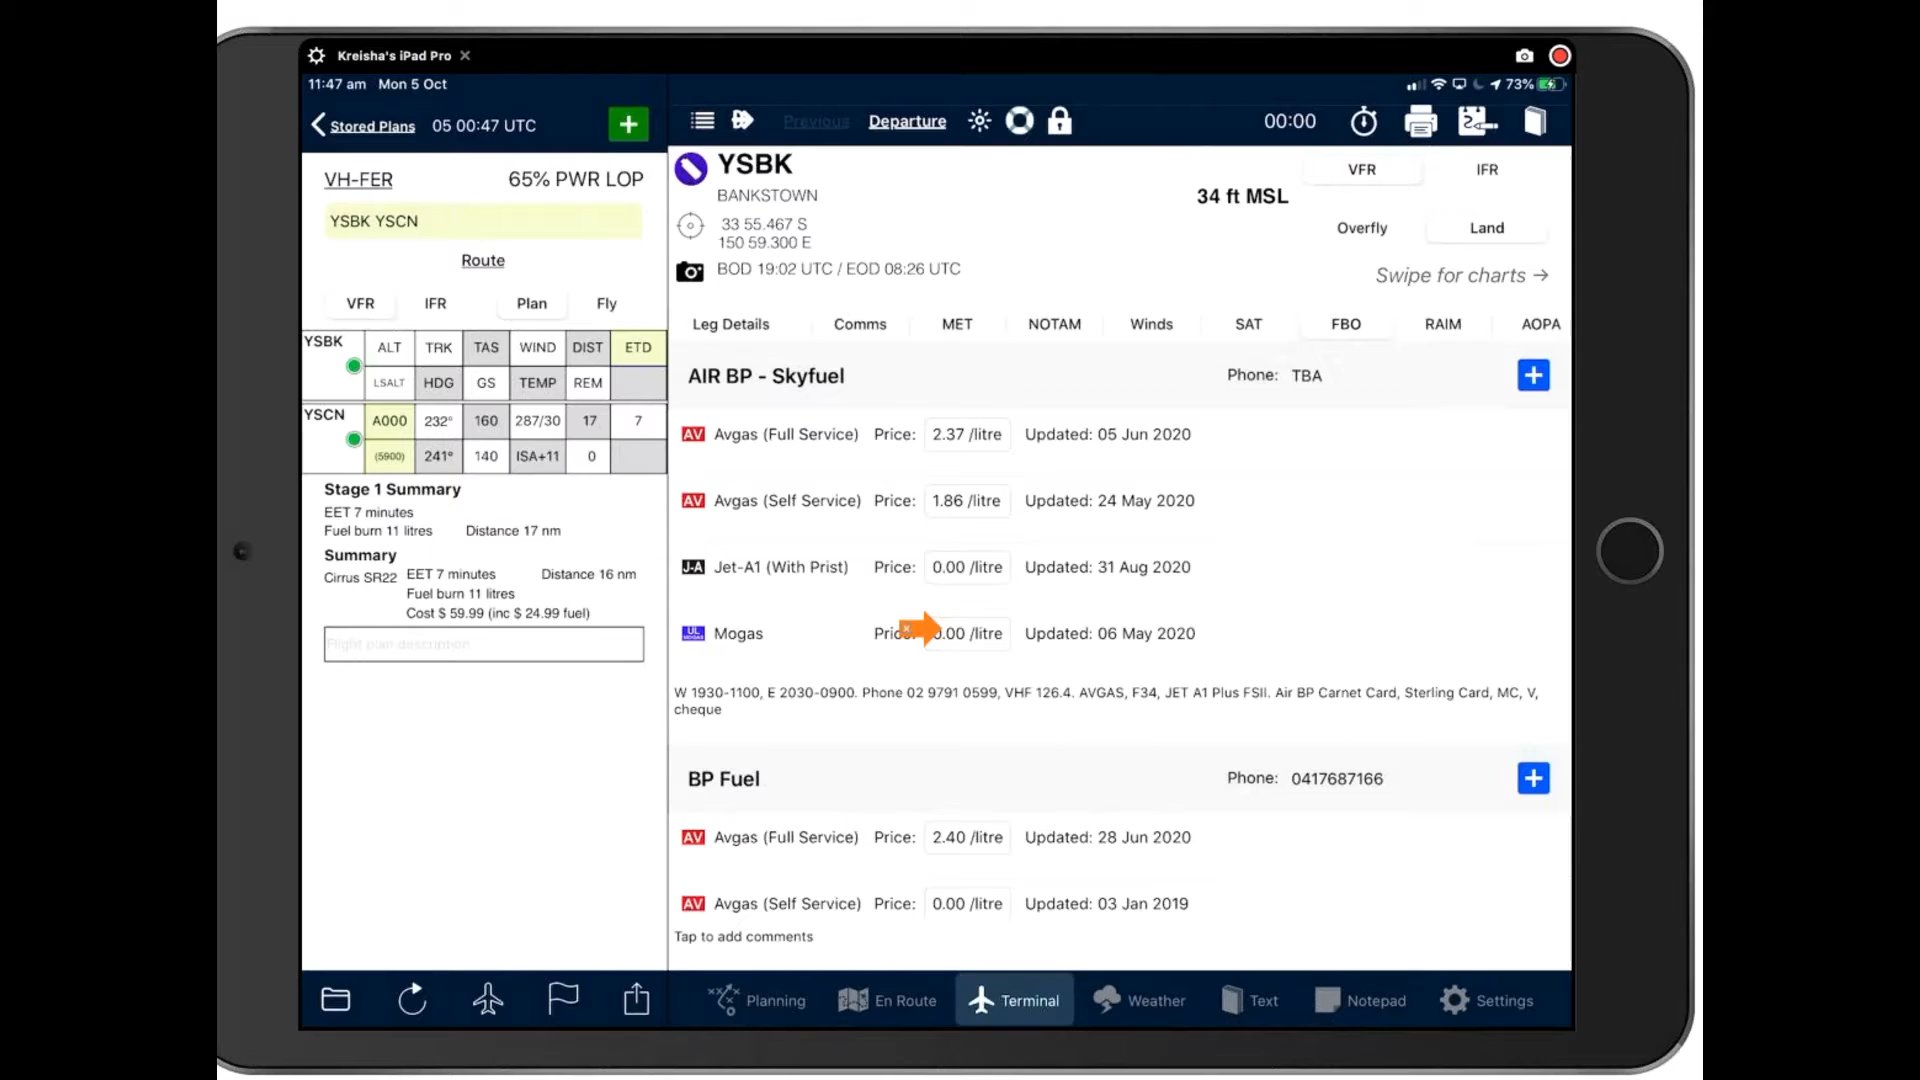 Kreisha's iPad Pro
11:47 am Mon 5 Oct
73%
Stored Plans 05 00:47 UTC
Previous Departure 00:00
VH-FER 65% PWR LOP
YSBK YSCN
Route
VFR IFR Plan Fly
YSBK ALT TRK TAS WIND DIST ETD
LSALT HDG GS TEMP REM
YSCN A000 232° 160 287/30 17 7
(5900) 241° 140 ISA+11 0
Stage 1 Summary
EET 7 minutes
Fuel burn 11 litres Distance 17 nm
Summary
Cirrus SR22 EET 7 minutes Distance 16 nm
Fuel burn 11 litres
Cost $ 59.99 (inc $ 24.99 fuel)
Flight plan description
YSBK
BANKSTOWN
34 ft MSL
VFR IFR
Overfly Land
33 55.467 S
150 59.300 E
BOD 19:02 UTC / EOD 08:26 UTC
Swipe for charts →
Leg Details Comms MET NOTAM Winds SAT FBO RAIM AOPA
AIR BP - Skyfuel Phone: TBA
AV Avgas (Full Service) Price: 2.37 /litre Updated: 05 Jun 2020
AV Avgas (Self Service) Price: 1.86 /litre Updated: 24 May 2020
J-A Jet-A1 (With Prist) Price: 0.00 /litre Updated: 31 Aug 2020
UL MOGAS Mogas .00 /litre Updated: 06 May 2020
W 1930-1100, E 2030-0900. Phone 02 9791 0599, VHF 126.4. AVGAS, F34, JET A1 Plus FSII. Air BP Carnet Card, Sterling Card, MC, V,
cheque
BP Fuel Phone: 0417687166
AV Avgas (Full Service) Price: 2.40 /litre Updated: 28 Jun 2020
AV Avgas (Self Service) Price: 0.00 /litre Updated: 03 Jan 2019
Tap to add comments
Planning En Route Terminal Weather Text Notepad Settings